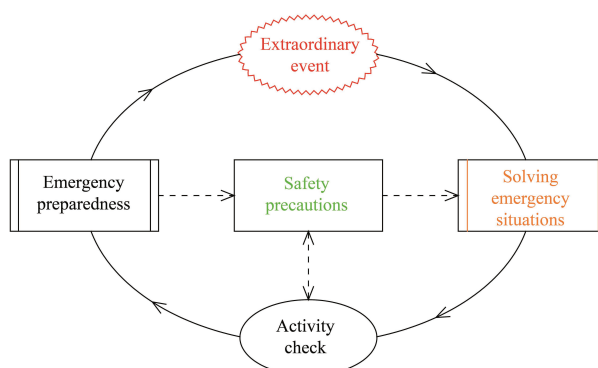 Extraordinary
event
Emergency
preparedness
Safety
precautions
Solving
emergency
situations
Activity
check